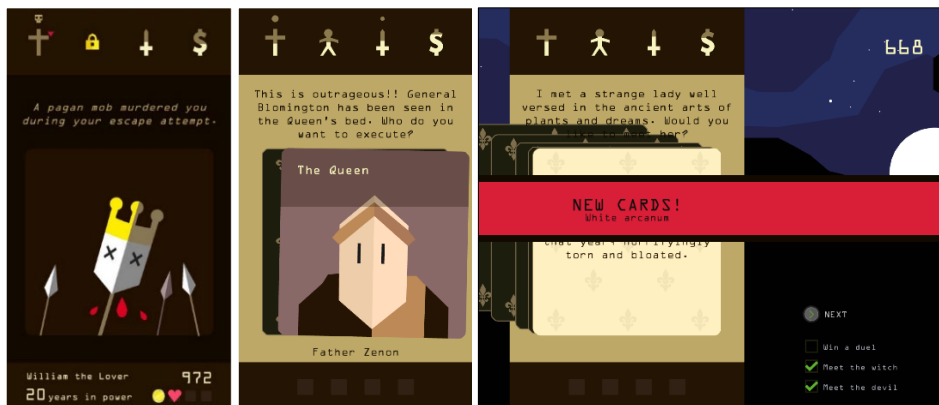 A pagan mob murdered you
during your escape attempt.
William the Lover
972
20 years in power
This is outrageous!! General
Blomington has been seen in
the Queen's bed. Who do you
want to execute?
The Queen
Father Zenon
I met a strange lady well
versed in the ancient arts of
plants and dreams. Would you
her?
668
NEW CARDS!
White arcanum
that year, horrifyingly
torn and bloated.
NEXT
Win a duel
Meet the witch
Meet the devil